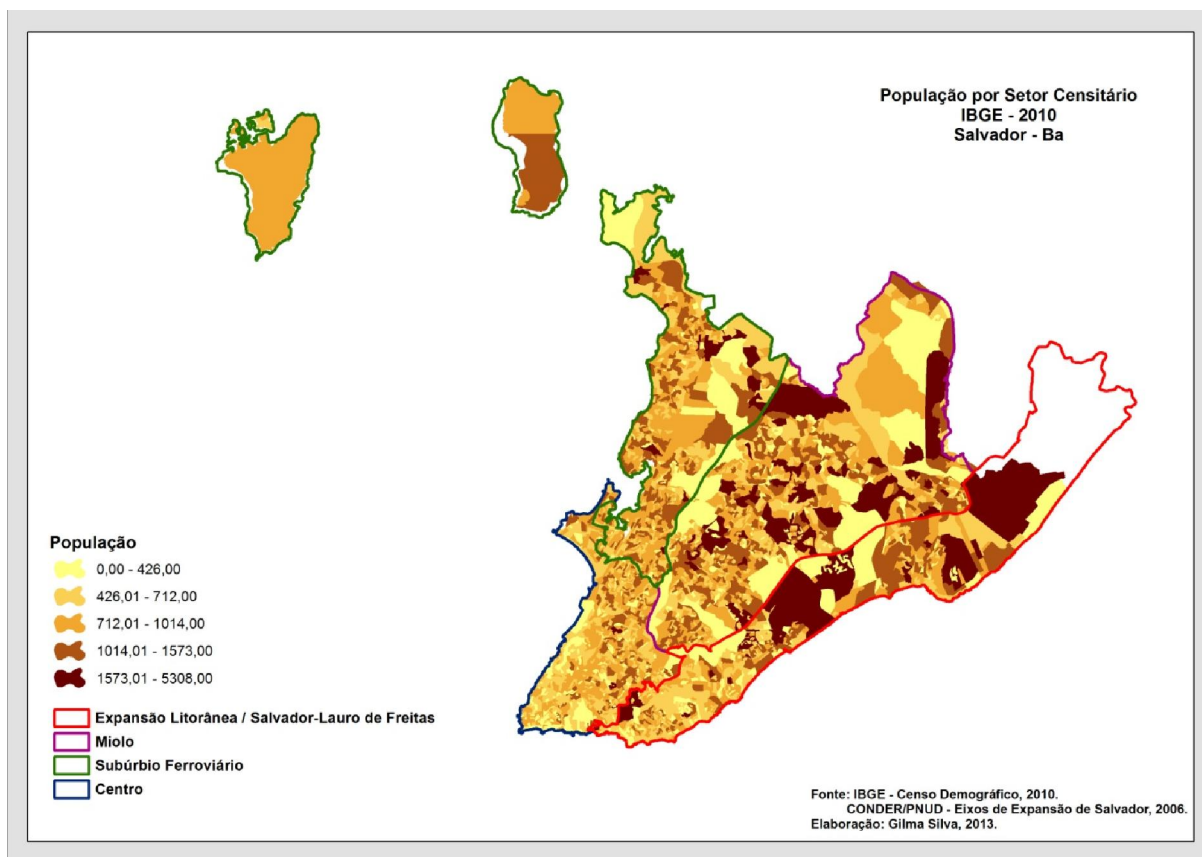 População por Setor Censitário
IBGE - 2010
Salvador - Ba
População
0,00 - 426,00
426,01 - 712,00
712,01 - 1014,00
1014,01 - 1573,00
1573,01 - 5308,00
Expansão Litorânea / Salvador-Lauro de Freitas
Miolo
Subúrbio Ferroviário
Centro
Fonte: IBGE - Censo Demográfico, 2010.
CONDER/PNUD - Eixos de Expansão de Salvador, 2006.
Elaboração: Gilma Silva, 2013.